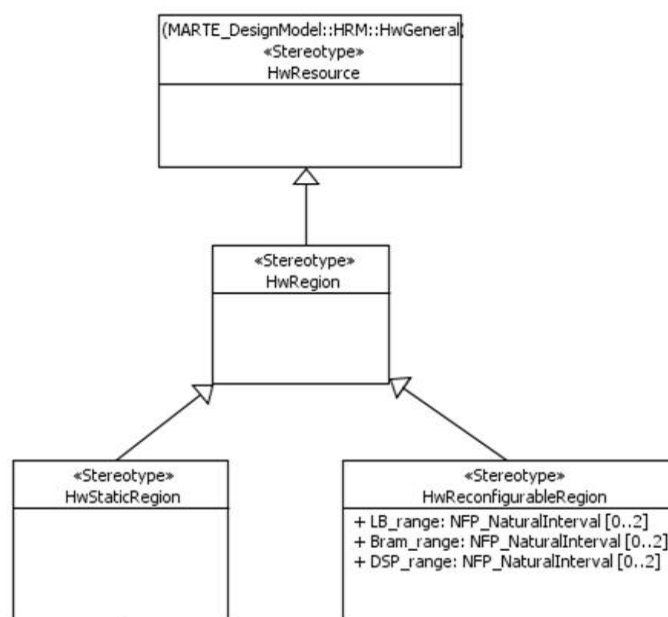 (MARTE_DesignModel::HRM::HwGeneral)
«Stereotype»
HwResource
«Stereotype»
HwRegion
«Stereotype»
HwStaticRegion
«Stereotype»
HwReconfigurableRegion
+ LB_range: NFP_NaturalInterval [0..2]
+ Bram_range: NFP_NaturalInterval [0..2]
+ DSP_range: NFP_NaturalInterval [0..2]